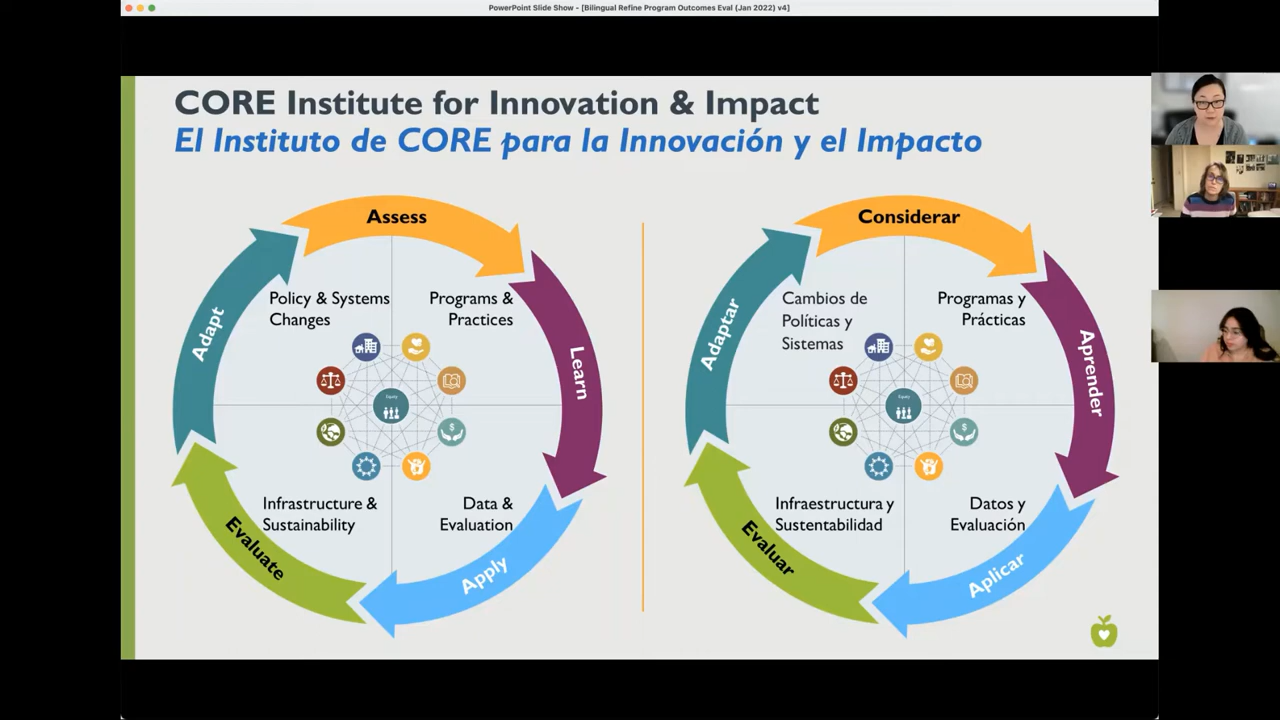 PowerPoint Slide Show - [Bilingual Refine Program Outcomes Eval (Jan 2022) v4]
CORE Institute for Innovation & Impact
El Instituto de CORE para la Innovación y el Impacto
Assess
Learn
Apply
Evaluate
Adapt
Policy & Systems
Changes
Programs &
Practices
Equity
$
Infrastructure &
Sustainability
Data &
Evaluation
Considerar
Aprender
Aplicar
Evaluar
Adaptar
Cambios de
Políticas y
Sistemas
Programas y
Prácticas
Equity
$
Infraestructura y
Sustentabilidad
Datos y
Evaluación